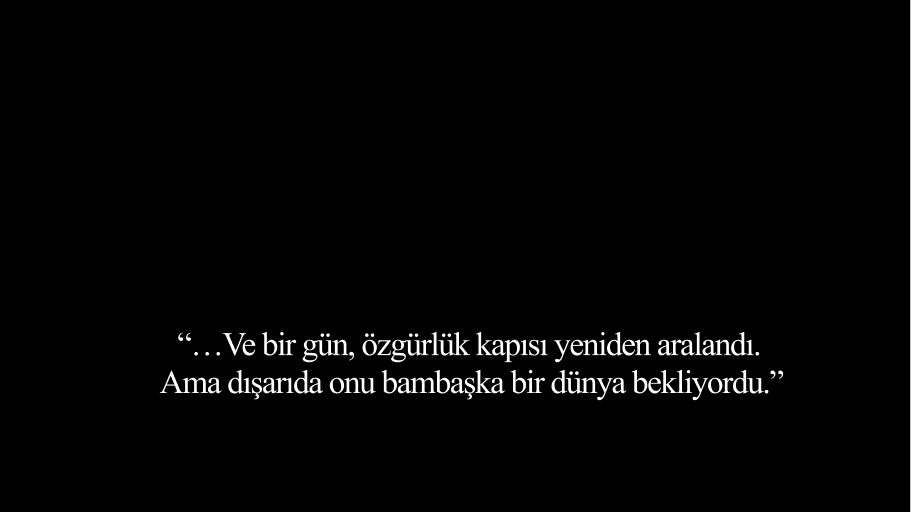 “…Ve bir gün, özgürlük kapısı yeniden aralandı.
Ama dışarıda onu bambaşka bir dünya bekliyordu.”